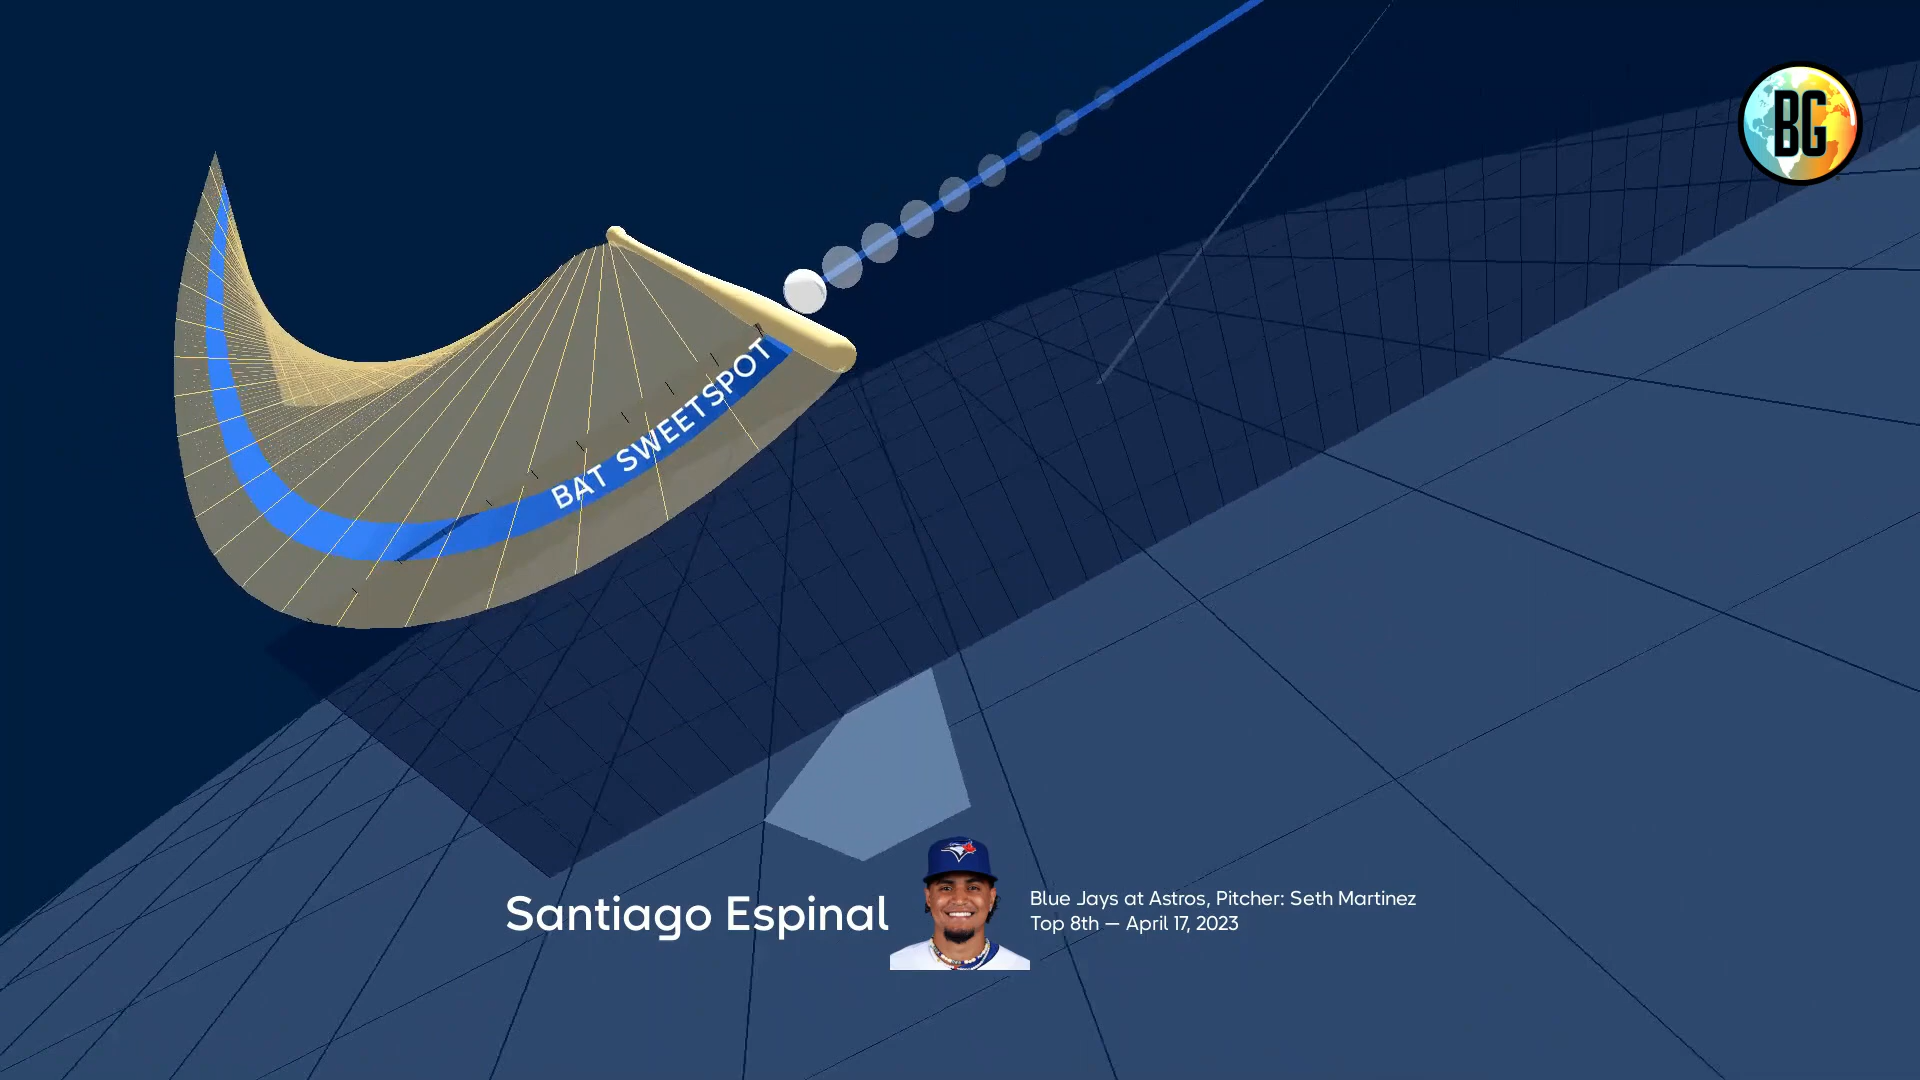 BG
BAT SWEETSPOT
Santiago Espinal
Blue Jays at Astros, Pitcher: Seth Martinez
Top 8th — April 17, 2023